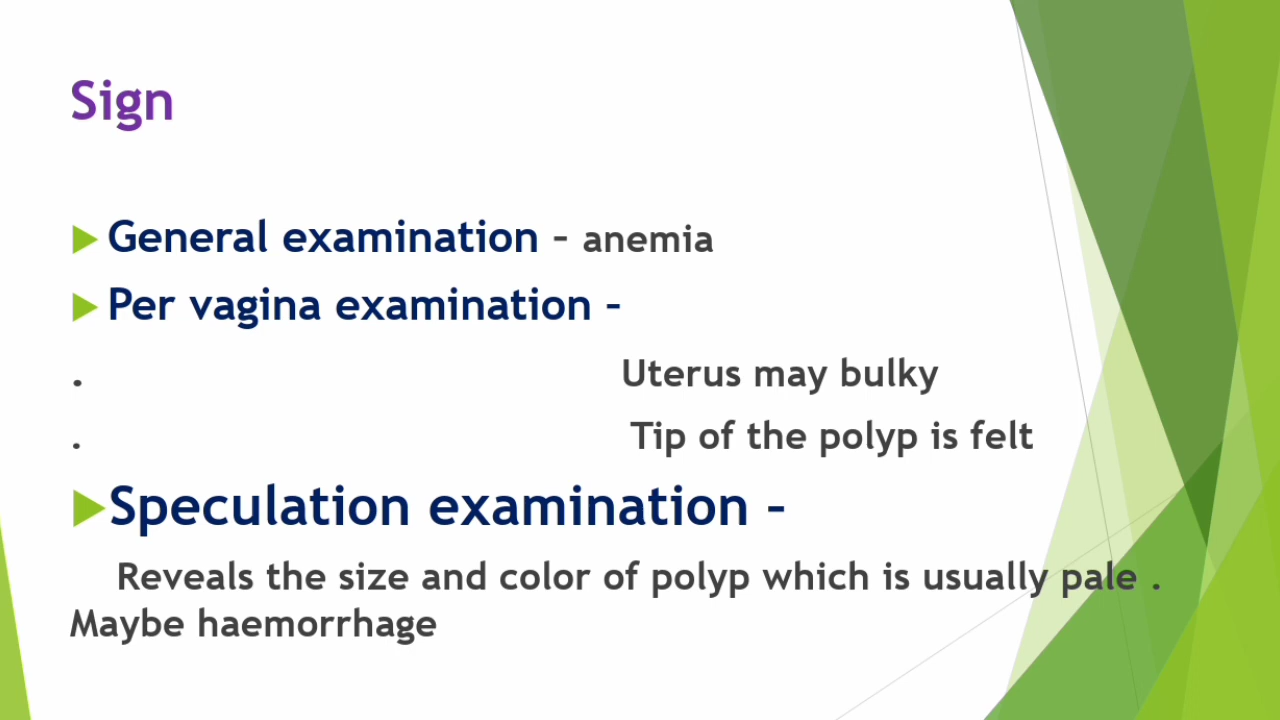 Sign
General examination – anemia
Per vagina examination –
. Uterus may bulky
. Tip of the polyp is felt
Speculation examination –
Reveals the size and color of polyp which is usually pale .
Maybe haemorrhage